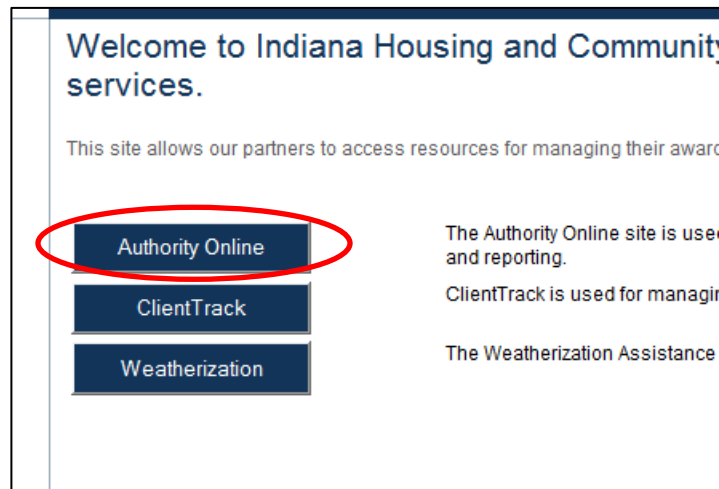 Welcome to Indiana Housing and Community
services.
This site allows our partners to access resources for managing their award
Authority Online
The Authority Online site is used
and reporting.
ClientTrack
ClientTrack is used for managin
Weatherization
The Weatherization Assistance